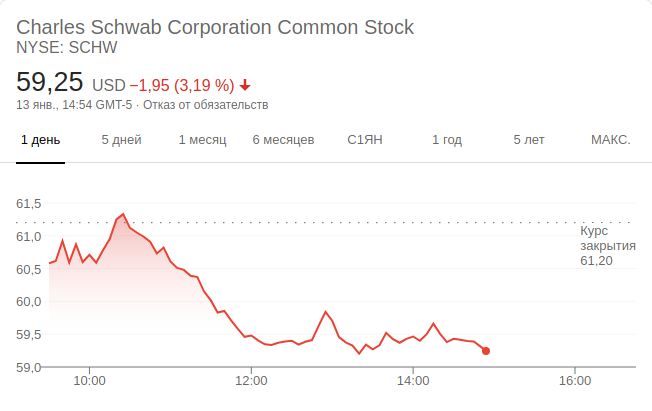 Charles Schwab Corporation Common Stock
NYSE: SCHW
59,25 USD −1,95 (3,19 %)
13 янв., 14:54 GMT-5 · Отказ от обязательств
1 день 5 дней 1 месяц 6 месяцев С1ЯН 1 год 5 лет МАКС.
61,5
61,0
60,5
60,0
59,5
59,0
Курс
закрытия
61,20
10:00 12:00 14:00 16:00